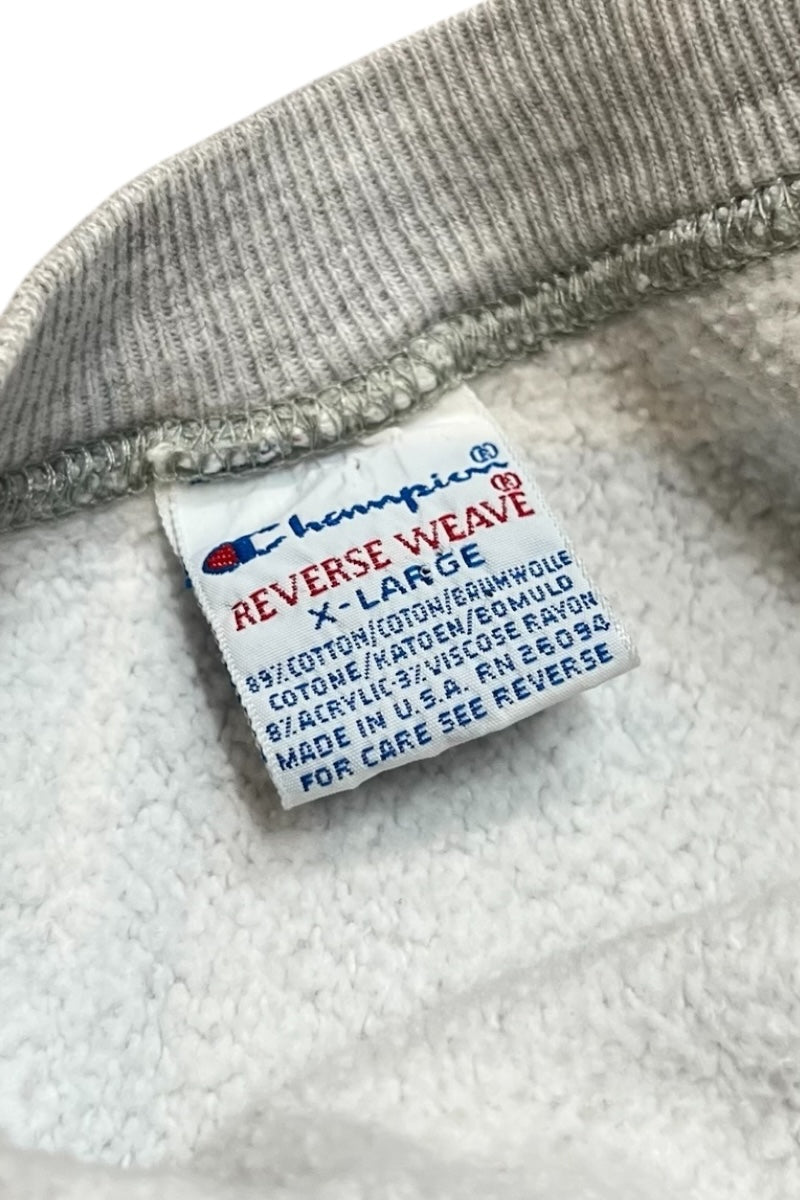 Champion®
REVERSE WEAVE®
X-LARGE
89%COTTON/COTON/BAUMWOLLE
COTONE/KATOEN/BOMULD
8%ACRYLIC-3%VISCOSE RAYON
MADE IN U.S.A. RN 26094
FOR CARE SEE REVERSE